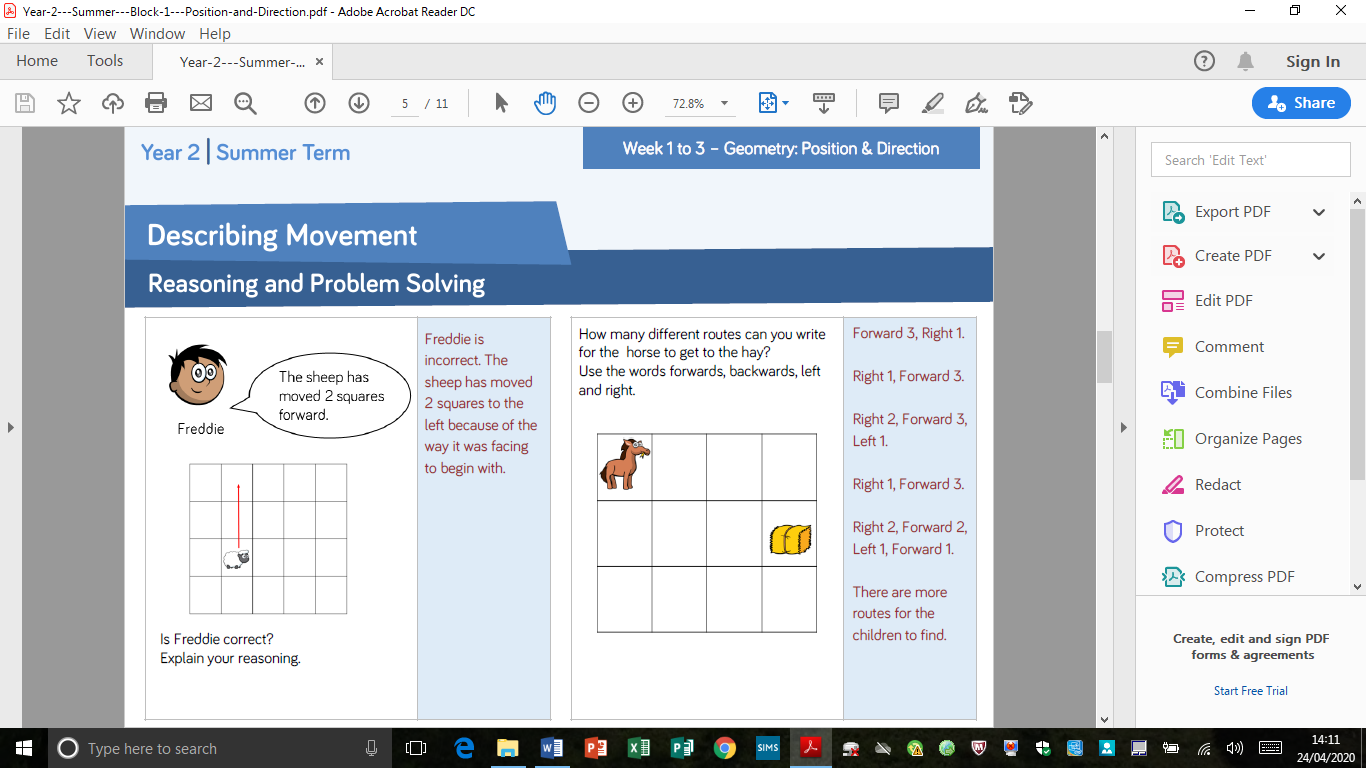 Year-2---Summer---Block-1---Position-and-Direction.pdf - Adobe Acrobat Reader DC
File Edit View Window Help
Home Tools Year-2---Summer-... × Sign In
5 / 11 72.8% Share
Year 2 | Summer Term
Week 1 to 3 – Geometry: Position & Direction
Describing Movement
Reasoning and Problem Solving
The sheep has
moved 2 squares
forward.
Freddie
Is Freddie correct?
Explain your reasoning.
Freddie is
incorrect. The
sheep has moved
2 squares to the
left because of the
way it was facing
to begin with.
How many different routes can you write
for the horse to get to the hay?
Use the words forwards, backwards, left
and right.
Forward 3, Right 1.
Right 1, Forward 3.
Right 2, Forward 3,
Left 1.
Right 1, Forward 3.
Right 2, Forward 2,
Left 1, Forward 1.
There are more
routes for the
children to find.
Search 'Edit Text'
Export PDF
Create PDF
Edit PDF
Comment
Combine Files
Organize Pages
Redact
Protect
Compress PDF
Create, edit and sign PDF
forms & agreements
Start Free Trial
Type here to search
SIMS
14:11
24/04/2020